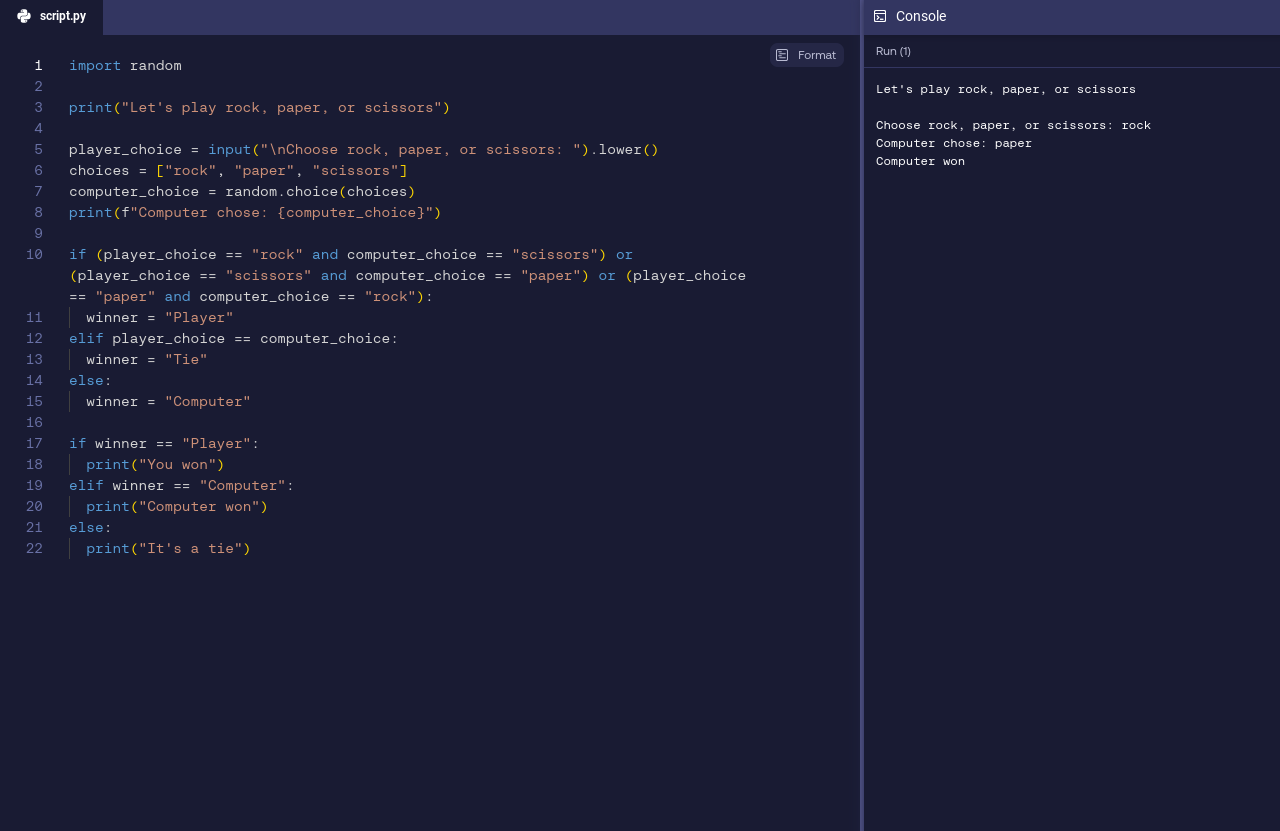 script.py
Format
1 import random
2
3 print("Let's play rock, paper, or scissors")
4
5 player_choice = input("\nChoose rock, paper, or scissors: ").lower()
6 choices = ["rock", "paper", "scissors"]
7 computer_choice = random.choice(choices)
8 print(f"Computer chose: {computer_choice}")
9
10 if (player_choice == "rock" and computer_choice == "scissors") or
(player_choice == "scissors" and computer_choice == "paper") or (player_choice
== "paper" and computer_choice == "rock"):
11   winner = "Player"
12 elif player_choice == computer_choice:
13   winner = "Tie"
14 else:
15   winner = "Computer"
16
17 if winner == "Player":
18   print("You won")
19 elif winner == "Computer":
20   print("Computer won")
21 else:
22   print("It's a tie")
Console
Run (1)
Let's play rock, paper, or scissors
Choose rock, paper, or scissors: rock
Computer chose: paper
Computer won